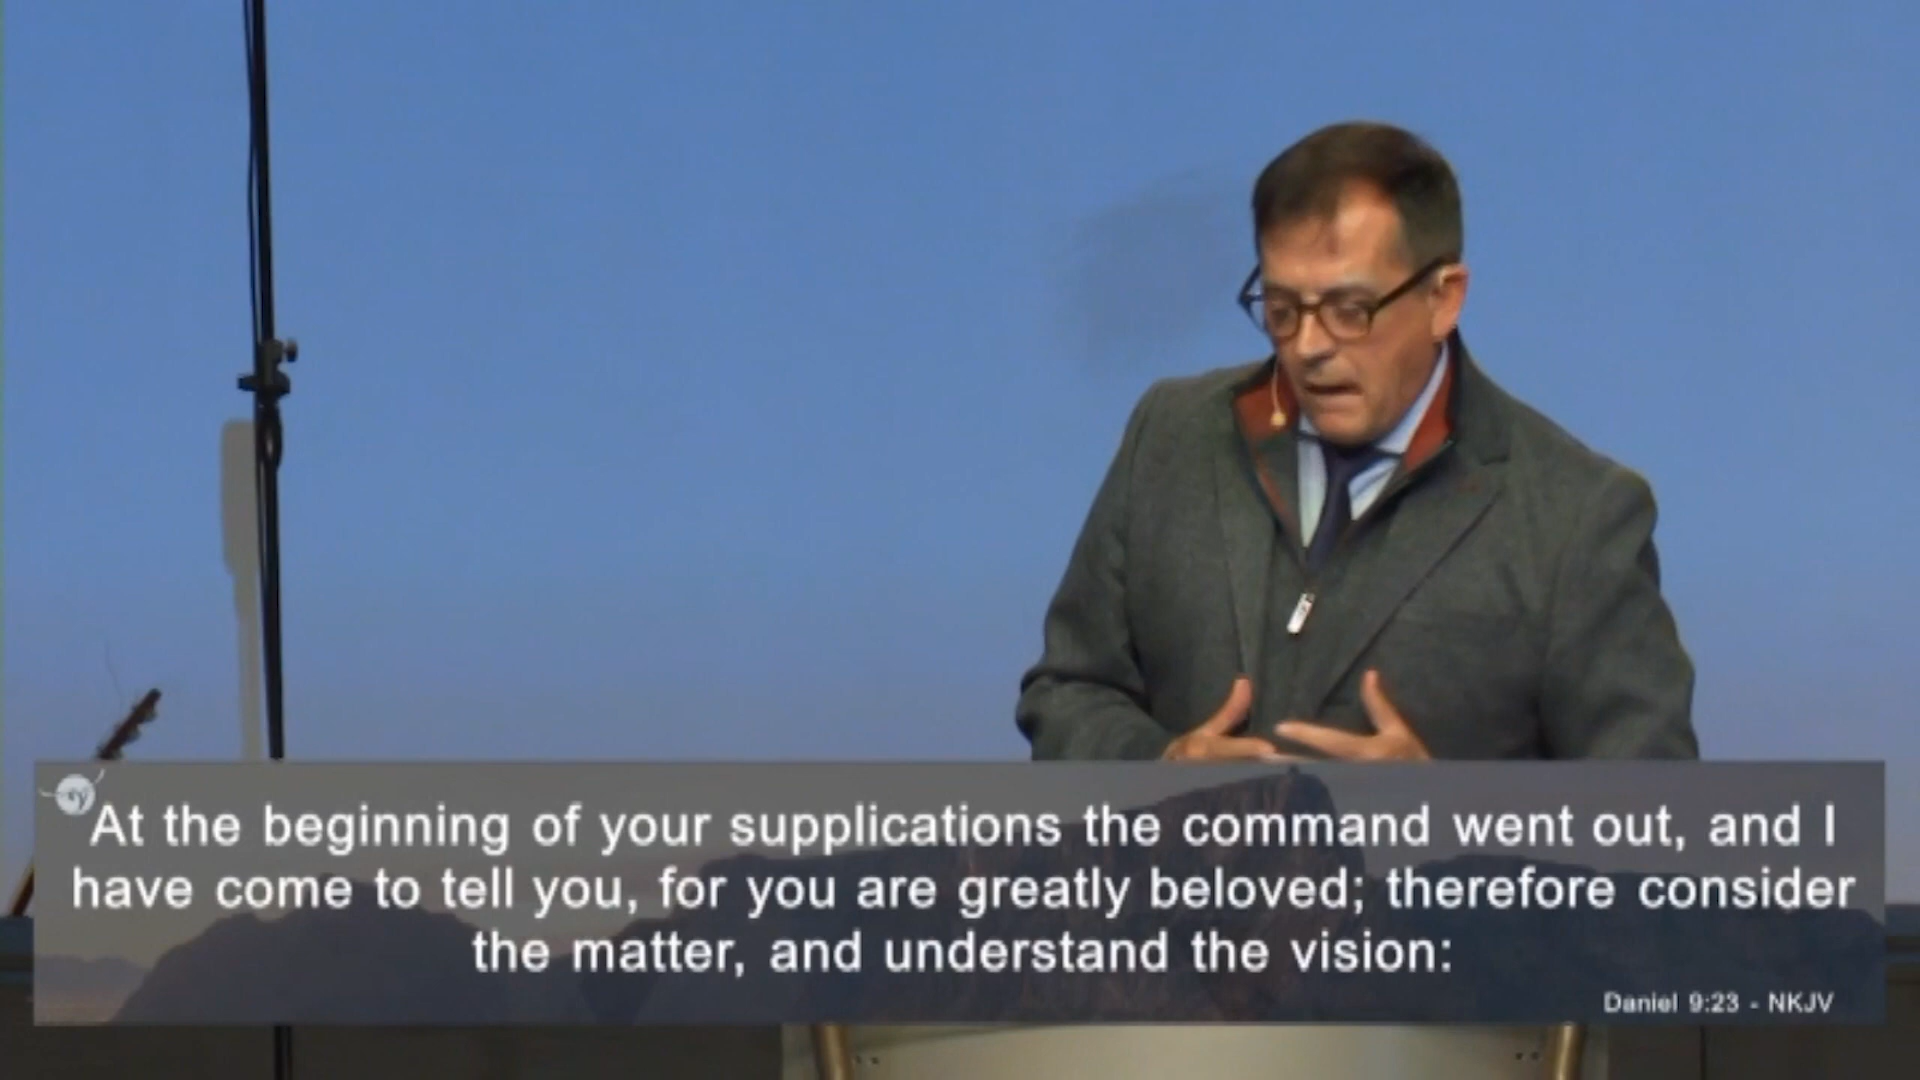 At the beginning of your supplications the command went out, and I
have come to tell you, for you are greatly beloved; therefore consider
the matter, and understand the vision:
Daniel 9:23 - NKJV